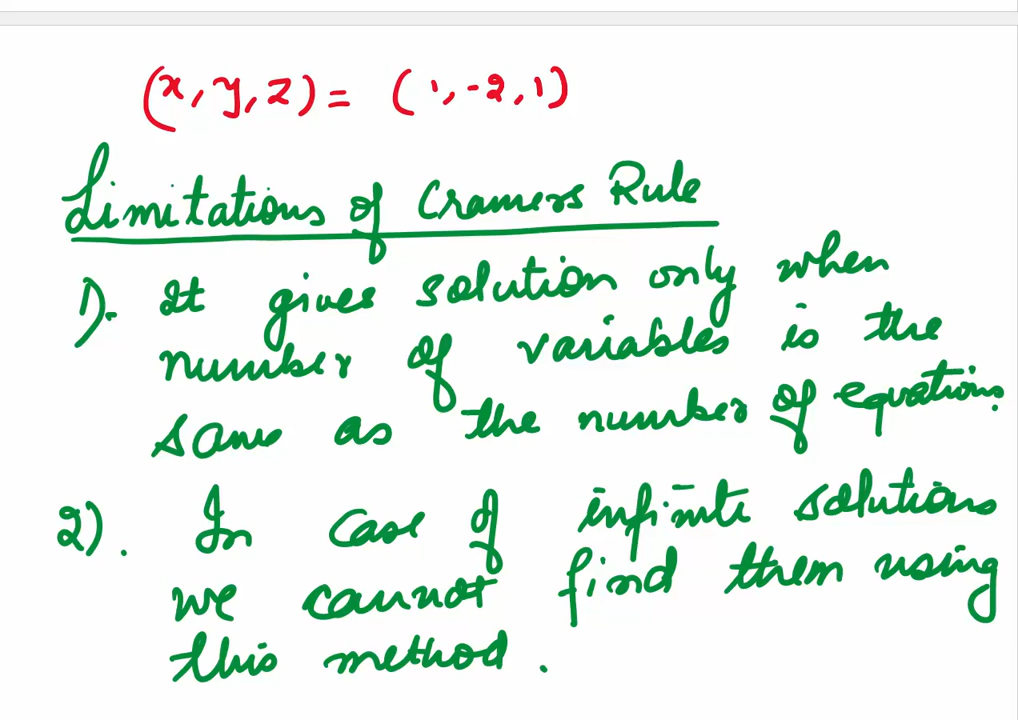 (x, y, z) = (1, -2, 1)
Limitations of Cramers Rule
1). It gives solution only when
number of variables is the
same as the number of equations.
2). In case of infinite solutions
we cannot find them using
this method.